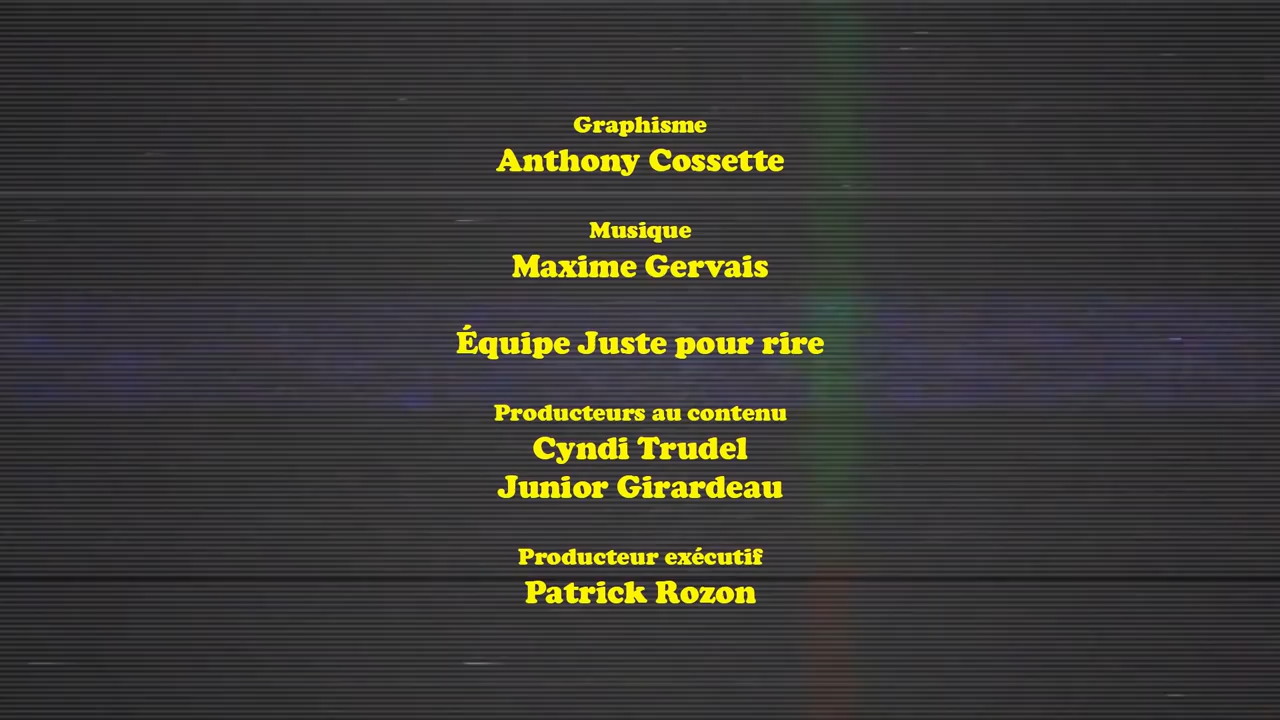 Graphisme
Anthony Cossette
Musique
Maxime Gervais
Équipe Juste pour rire
Producteurs au contenu
Cyndi Trudel
Junior Girardeau
Producteur exécutif
Patrick Rozon